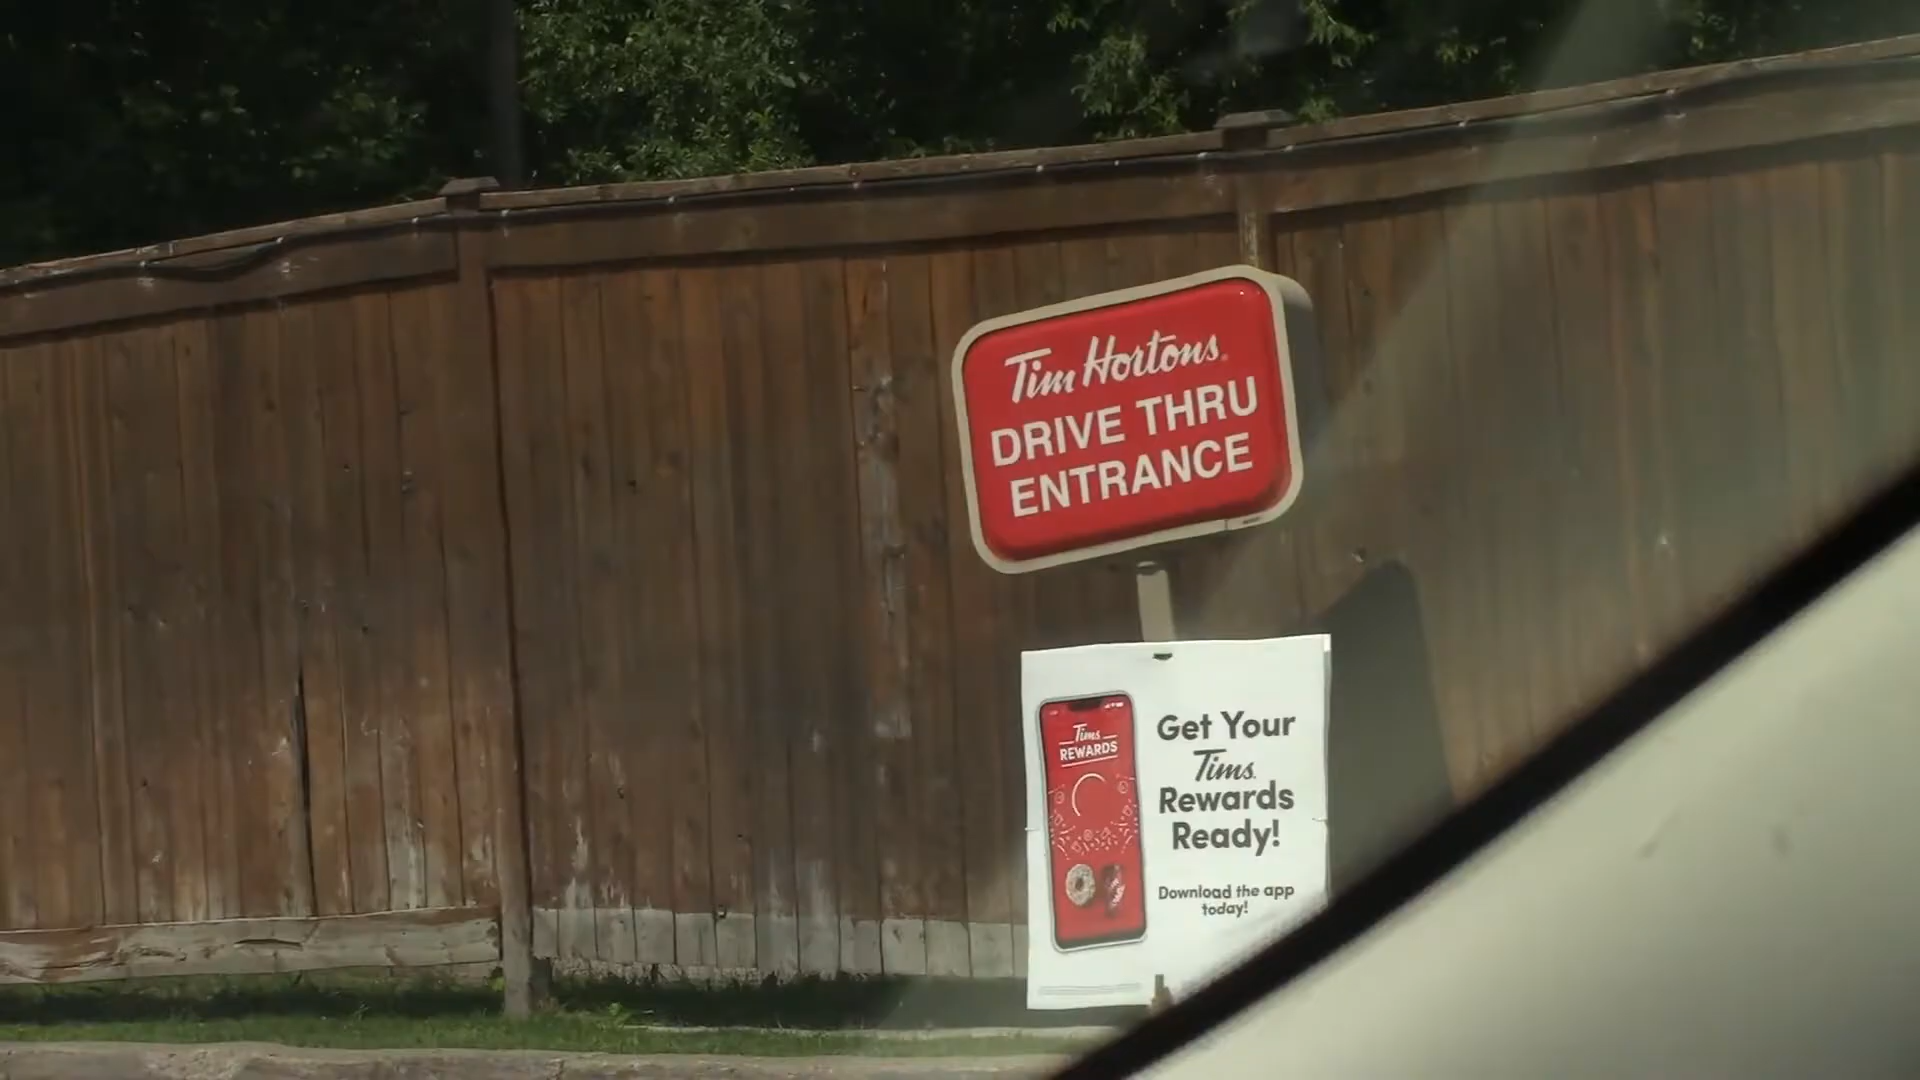 Tim Hortons
DRIVE THRU
ENTRANCE
Tims
REWARDS
Get Your
Tims
Rewards
Ready!
Download the app
today!